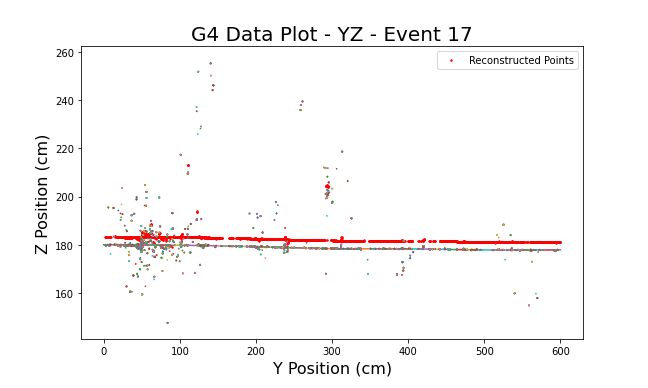 G4 Data Plot - YZ - Event 17
Reconstructed Points
Z Position (cm)
260
240
220
200
180
160
0 100 200 300 400 500 600
Y Position (cm)